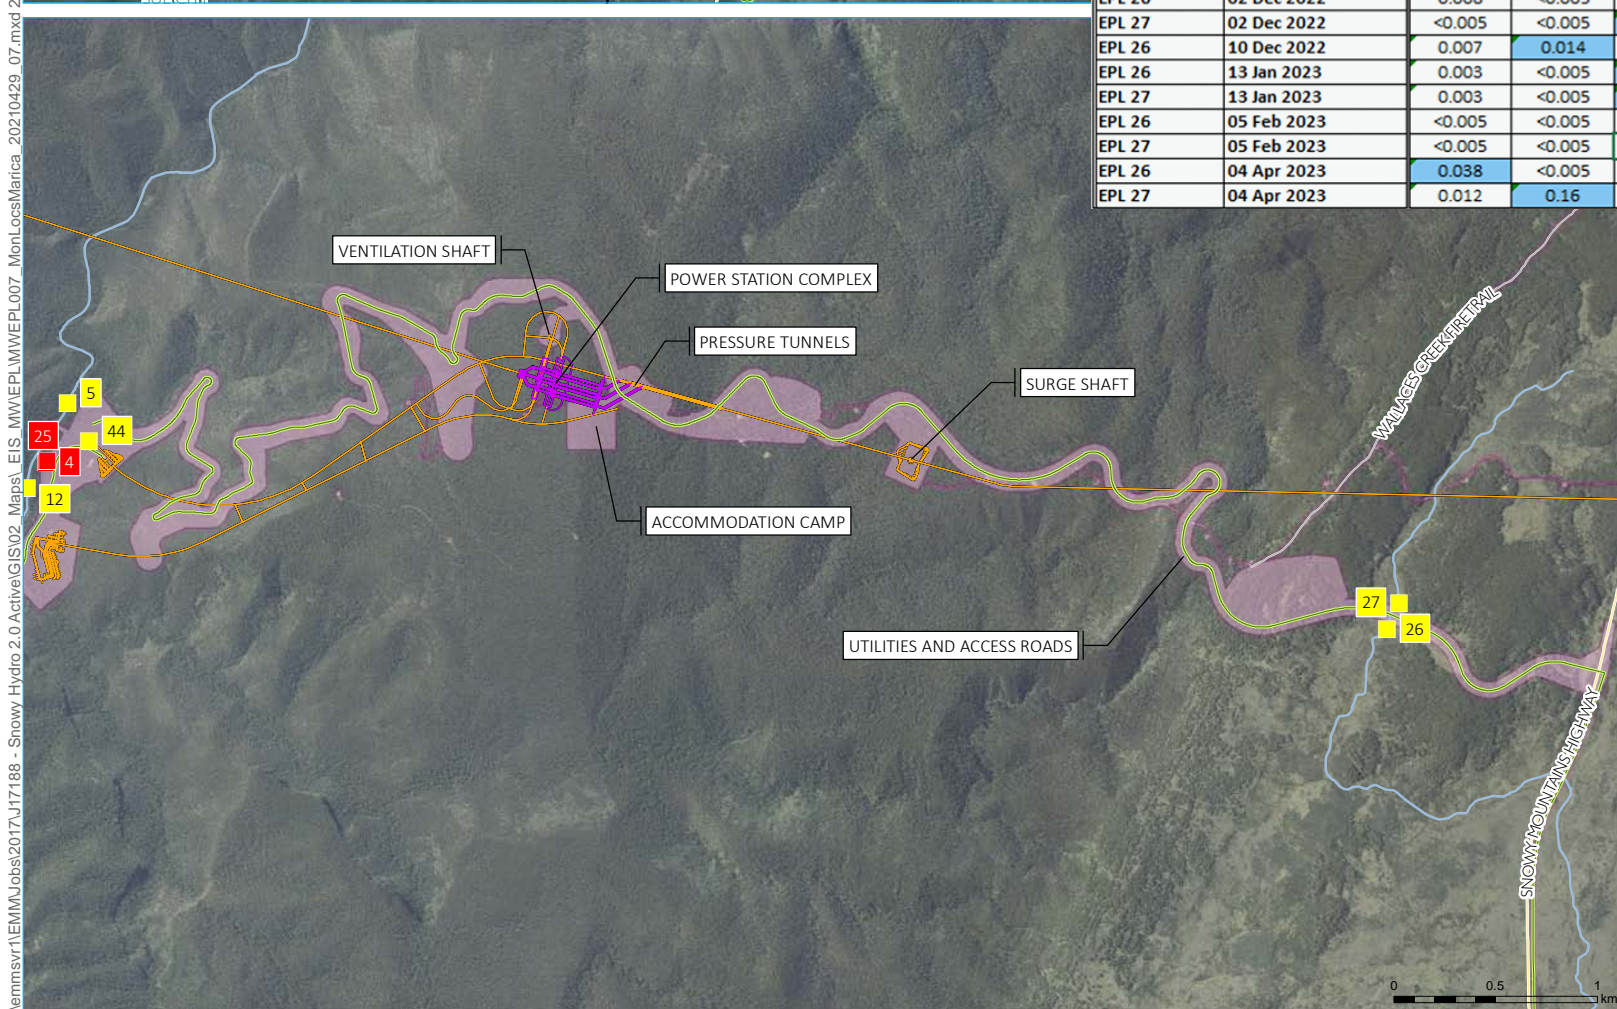 EPL 27 02 Dec 2022 <0.005 <0.005
EPL 26 10 Dec 2022 0.007 0.014
EPL 26 13 Jan 2023 0.003 <0.005
EPL 27 13 Jan 2023 0.003 <0.005
EPL 26 05 Feb 2023 <0.005 <0.005
EPL 27 05 Feb 2023 <0.005 <0.005
EPL 26 04 Apr 2023 0.038 <0.005
EPL 27 04 Apr 2023 0.012 0.16
VENTILATION SHAFT
POWER STATION COMPLEX
PRESSURE TUNNELS
SURGE SHAFT
WALLACES CREEK FIRETRAIL
5
44
25
4
12
ACCOMMODATION CAMP
27
26
UTILITIES AND ACCESS ROADS
SNOWY MOUNTAINS HIGHWAY
0 0.5 1
km
\emmsvr1\EMM\Jobs\2017\J17188 - Snowy Hydro 2.0 Active\GIS\02_Maps\_EIS_MW\EPL\MWEPL007_MonLocsMarica_20210429_07.mxd